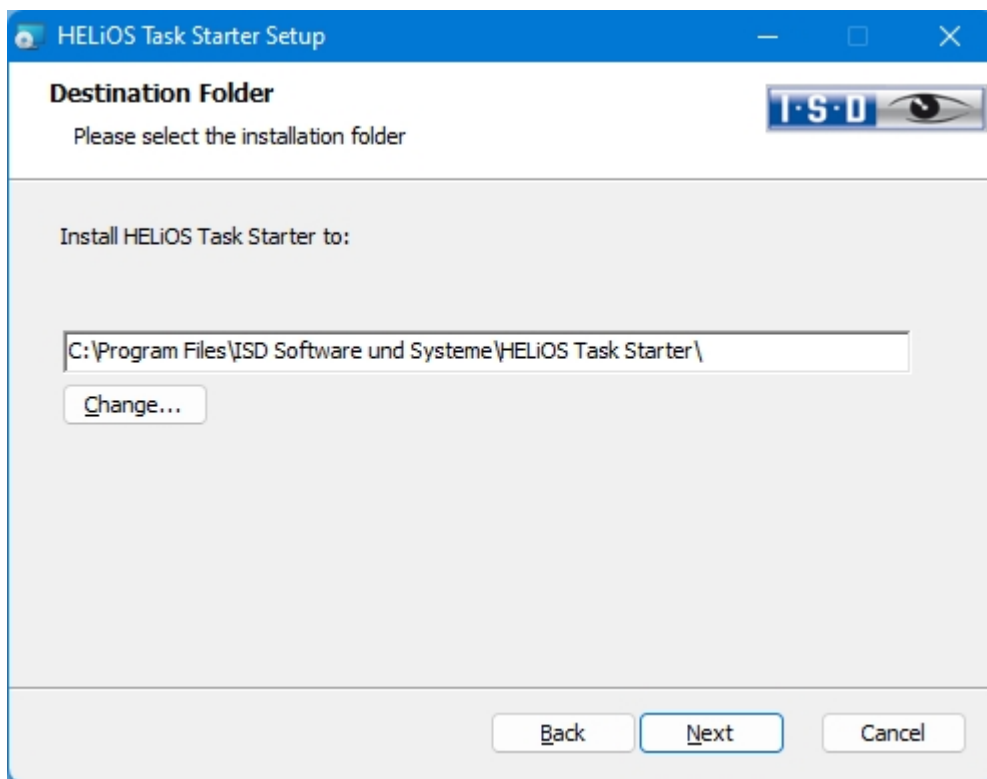 HELiOS Task Starter Setup
Destination Folder
I·S·D
Please select the installation folder
Install HELiOS Task Starter to:
C:\Program Files\ISD Software und Systeme\HELiOS Task Starter\
Change...
Back Next Cancel